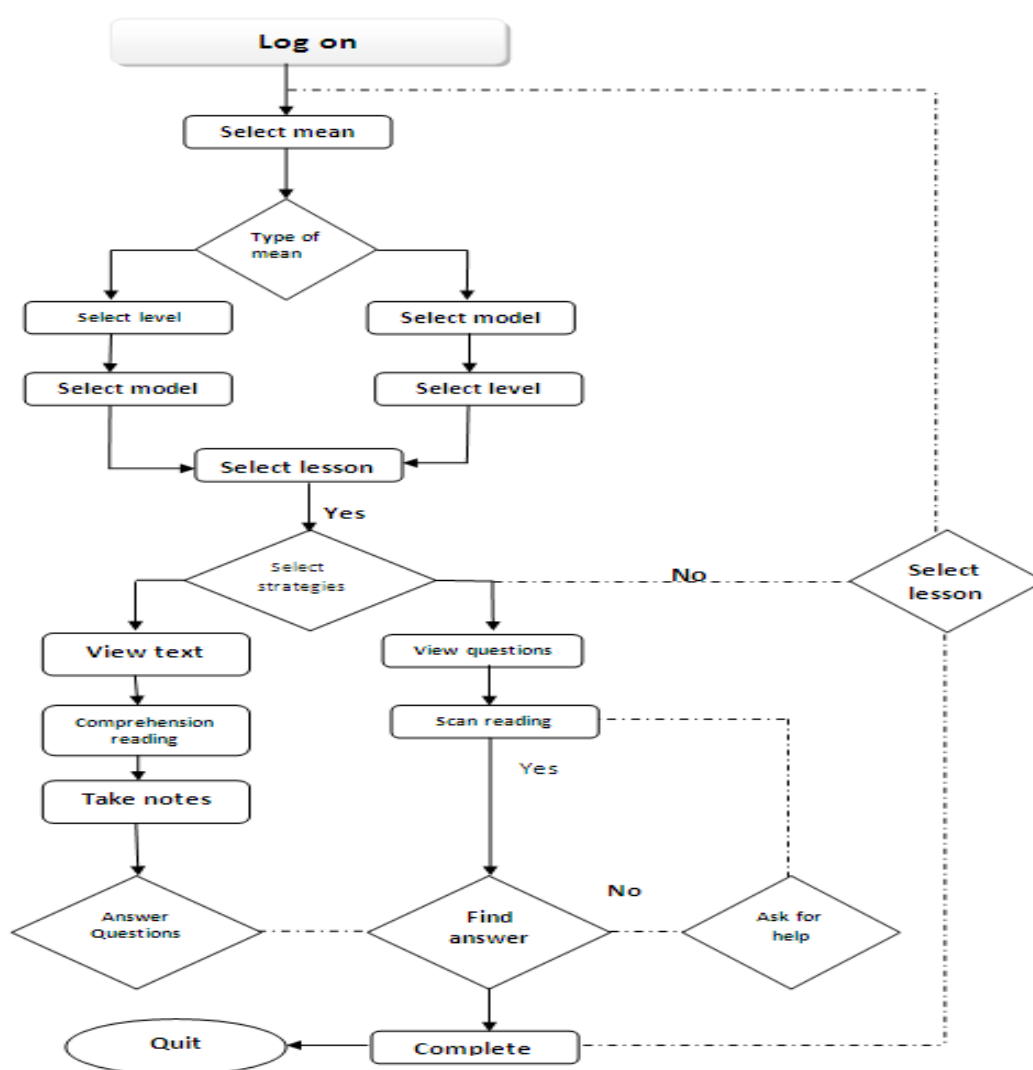 Log on
Select mean
Type of
mean
Select level
Select model
Select model
Select level
Select lesson
Yes
Select
strategies
No
Select
lesson
View text
View questions
Comprehension
reading
Scan reading
Yes
Take notes
No
Answer
Questions
Find
answer
Ask for
help
Quit
Complete